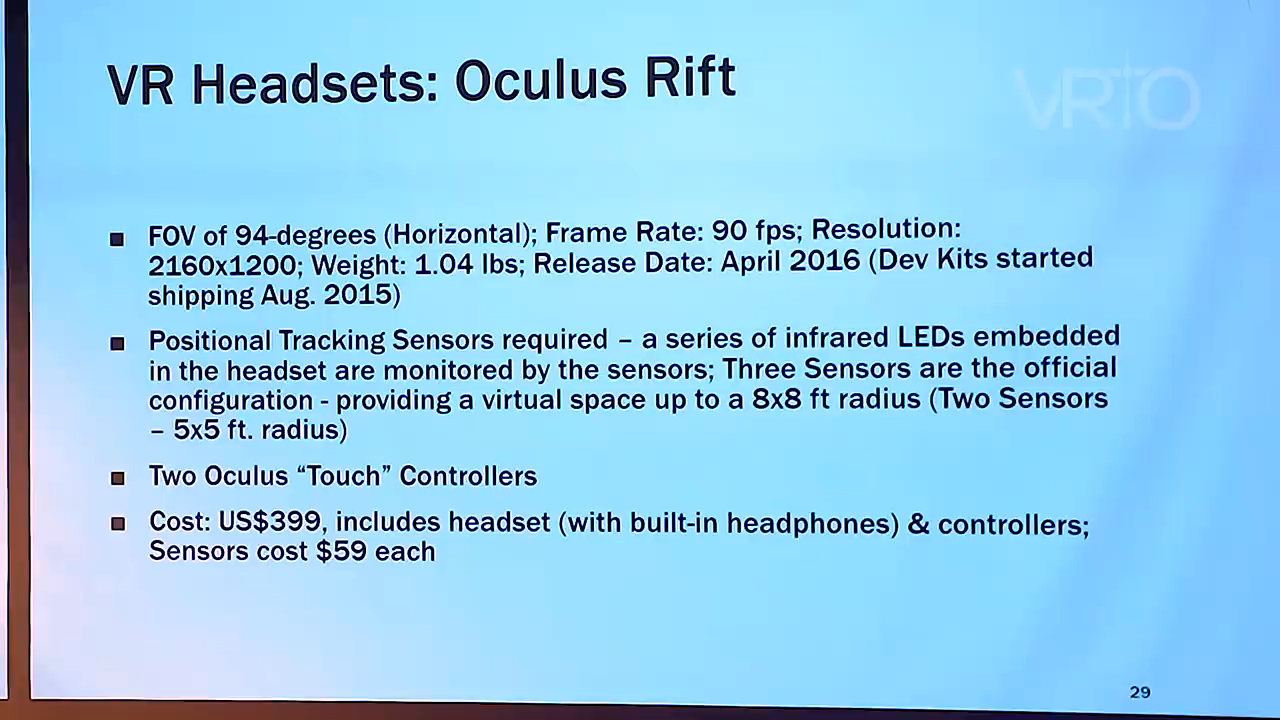 VR Headsets: Oculus Rift
VRTO
■ FOV of 94-degrees (Horizontal); Frame Rate: 90 fps; Resolution:
2160x1200; Weight: 1.04 lbs; Release Date: April 2016 (Dev Kits started
shipping Aug. 2015)
■ Positional Tracking Sensors required – a series of infrared LEDs embedded
in the headset are monitored by the sensors; Three Sensors are the official
configuration - providing a virtual space up to a 8x8 ft radius (Two Sensors
– 5x5 ft. radius)
■ Two Oculus “Touch” Controllers
■ Cost: US$399, includes headset (with built-in headphones) & controllers;
Sensors cost $59 each
29